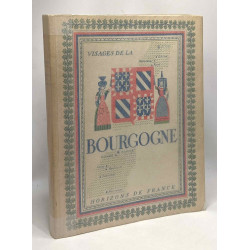 VISAGES DE LA
BOURGOGNE
HORIZONS DE FRANCE